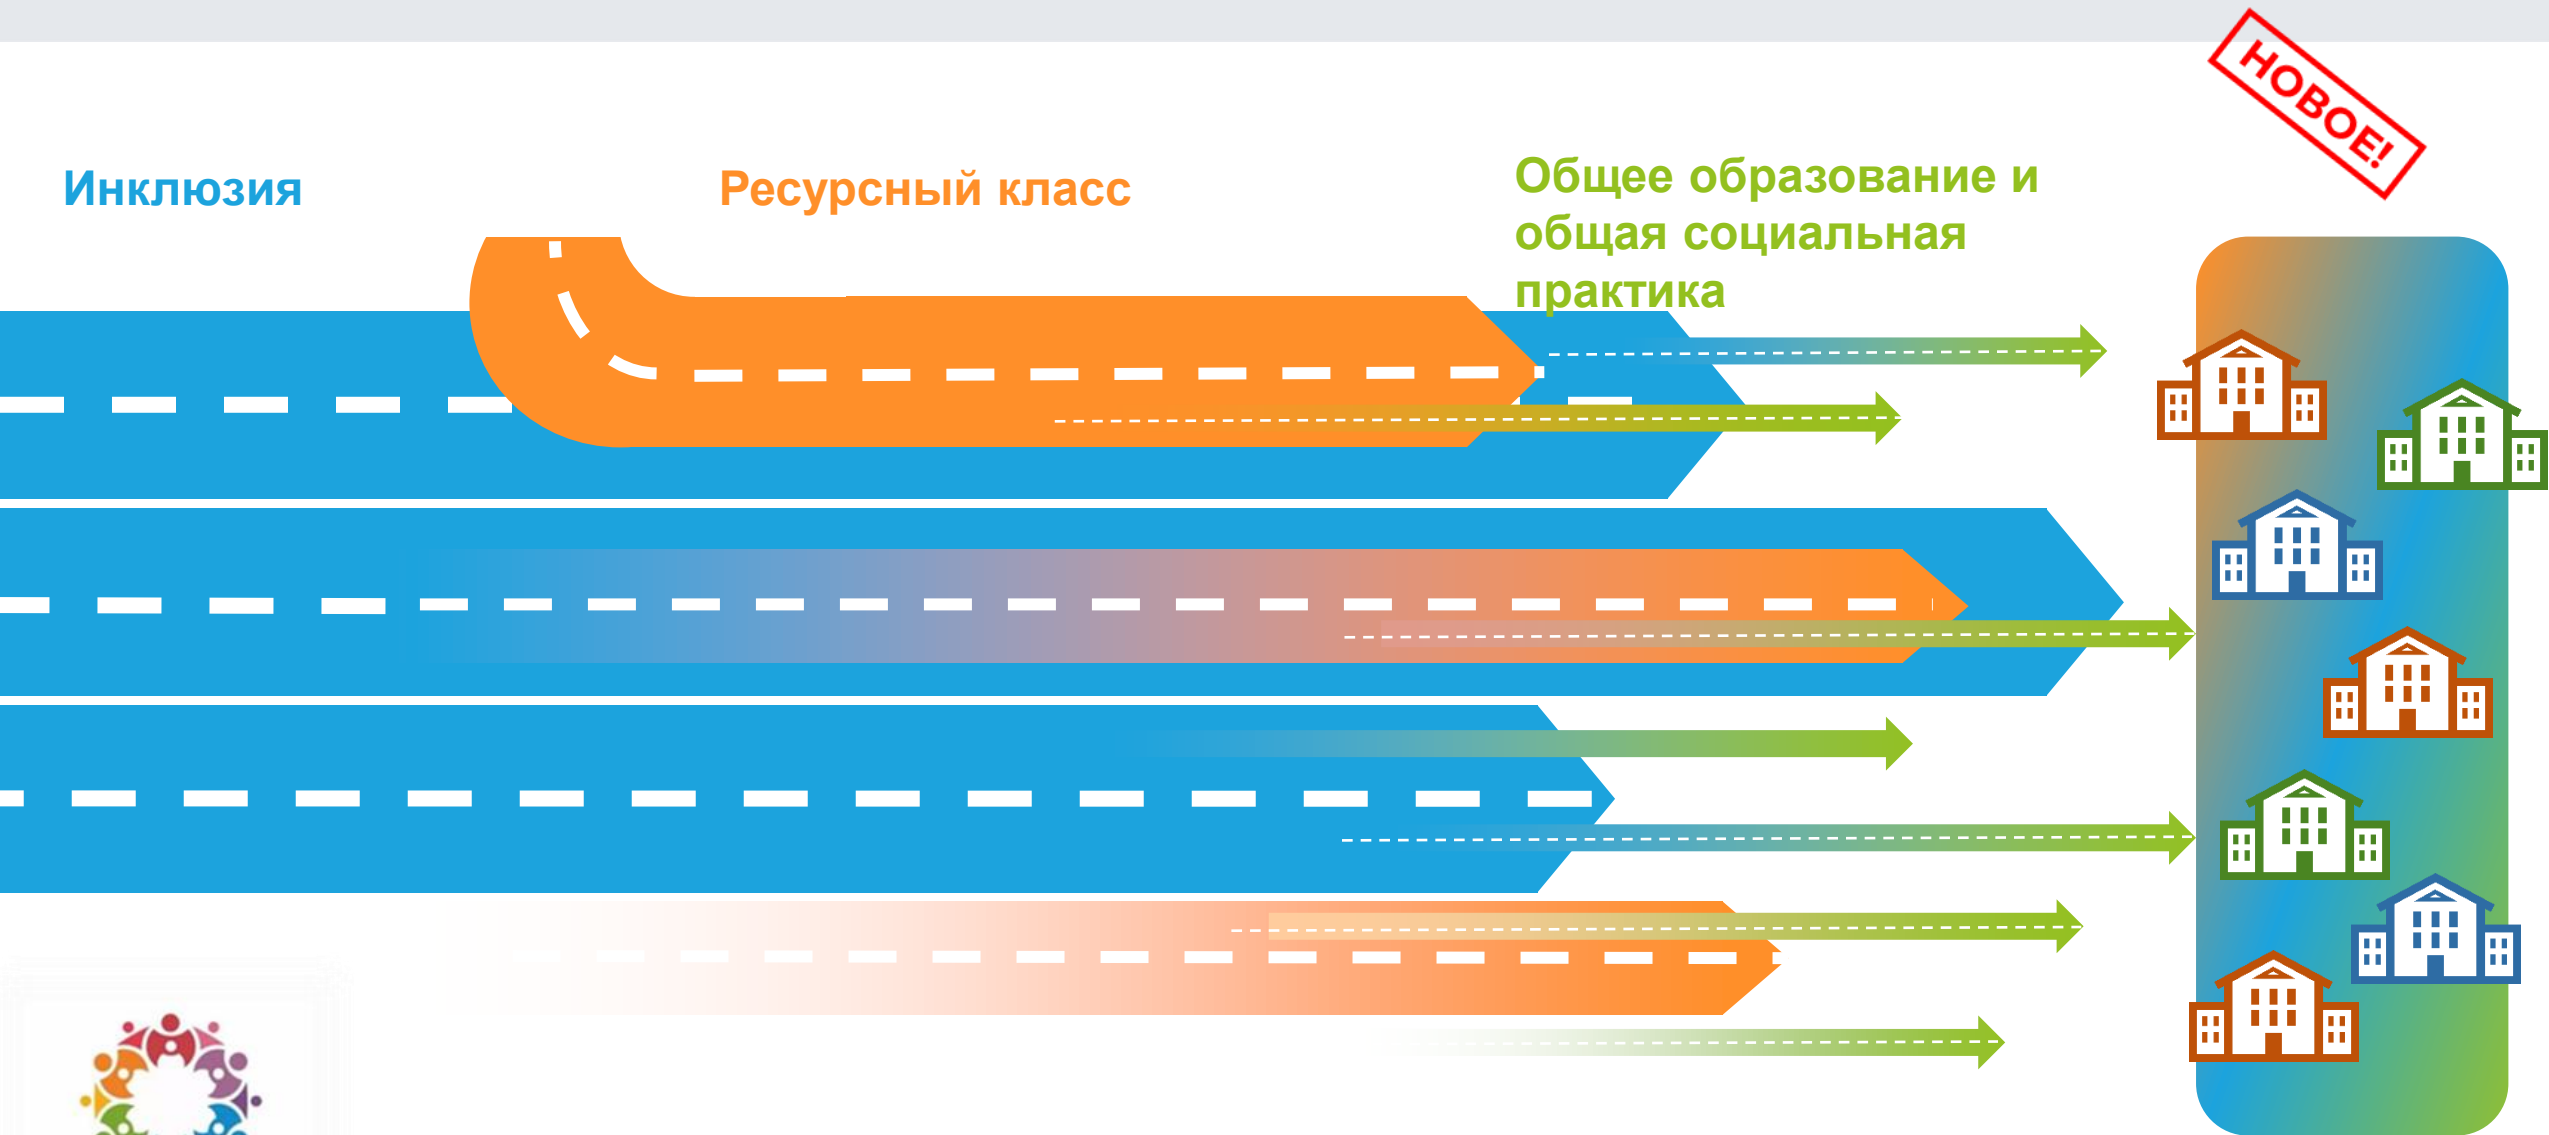 НОВОЕ!
Инклюзия
Ресурсный класс
Общее образование и
общая социальная
практика